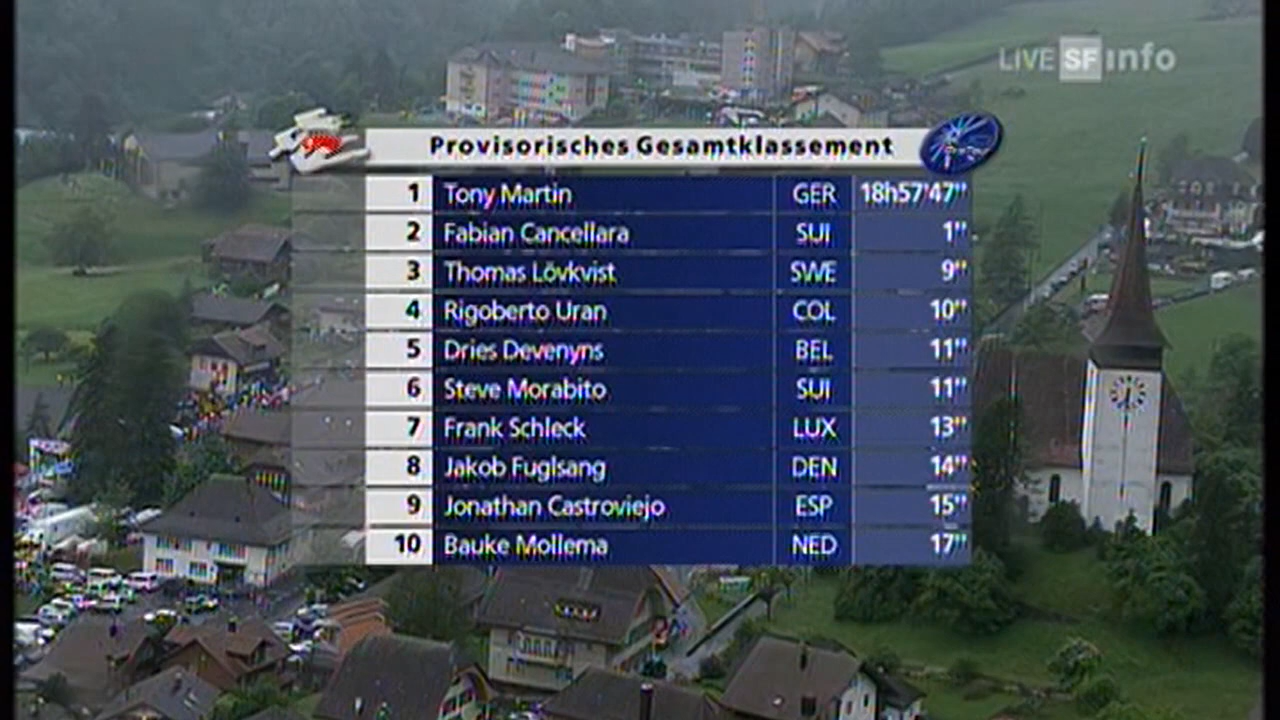 LIVE SF info
Provisorisches Gesamtklassement
1 Tony Martin GER 18h57'47"
2 Fabian Cancellara SUI 1"
3 Thomas Lövkvist SWE 9"
4 Rigoberto Uran COL 10"
5 Dries Devenyns BEL 11"
6 Steve Morabito SUI 11"
7 Frank Schleck LUX 13"
8 Jakob Fuglsang DEN 14"
9 Jonathan Castroviejo ESP 15"
10 Bauke Mollema NED 17"